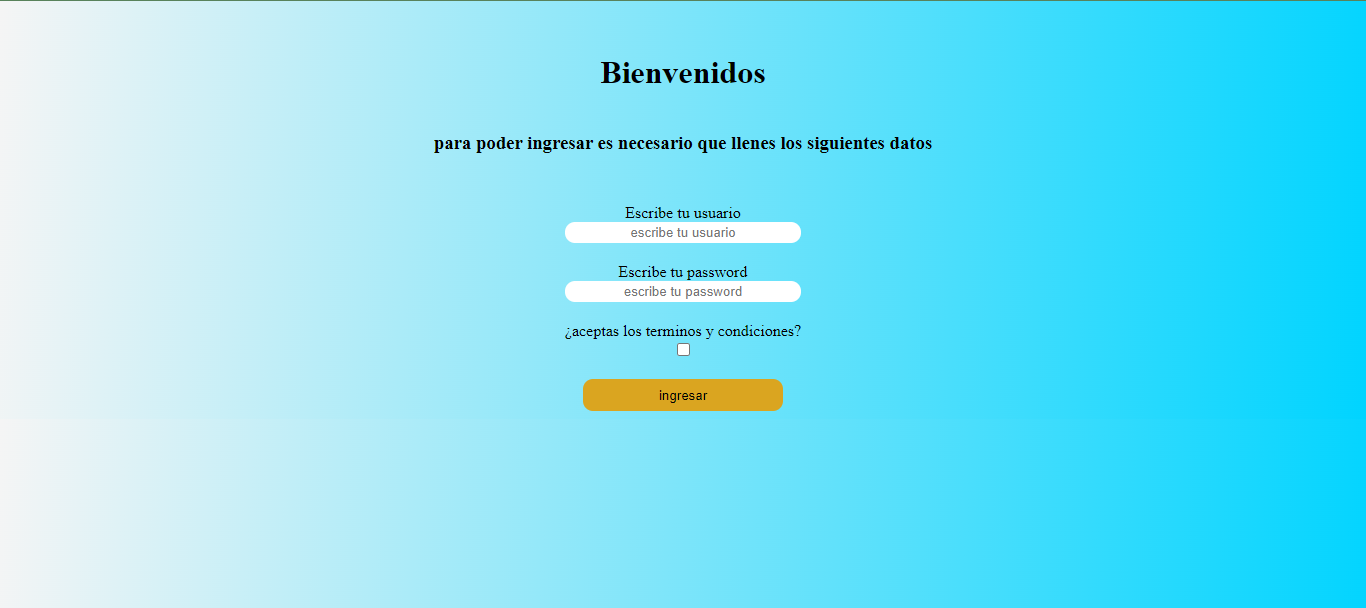 Bienvenidos
para poder ingresar es necesario que llenes los siguientes datos
Escribe tu usuario
escribe tu usuario
Escribe tu password
escribe tu password
¿aceptas los terminos y condiciones?
ingresar